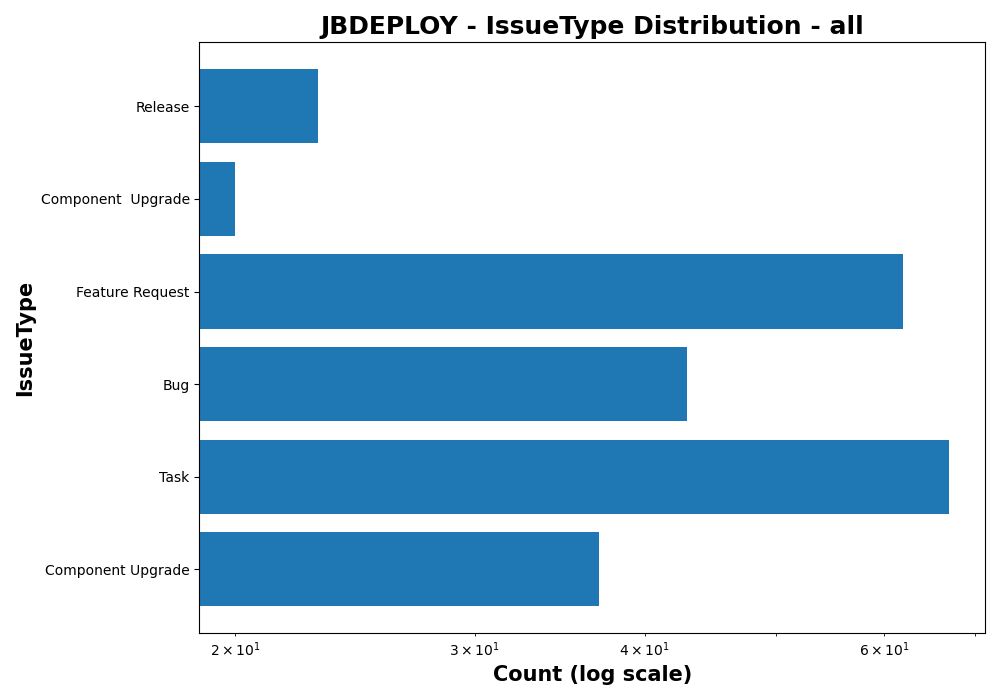 JBDEPLOY - IssueType Distribution - all
Release
Component  Upgrade
Feature Request
Bug
Task
Component Upgrade
IssueType
2 × 10¹
3 × 10¹
4 × 10¹
6 × 10¹
Count (log scale)